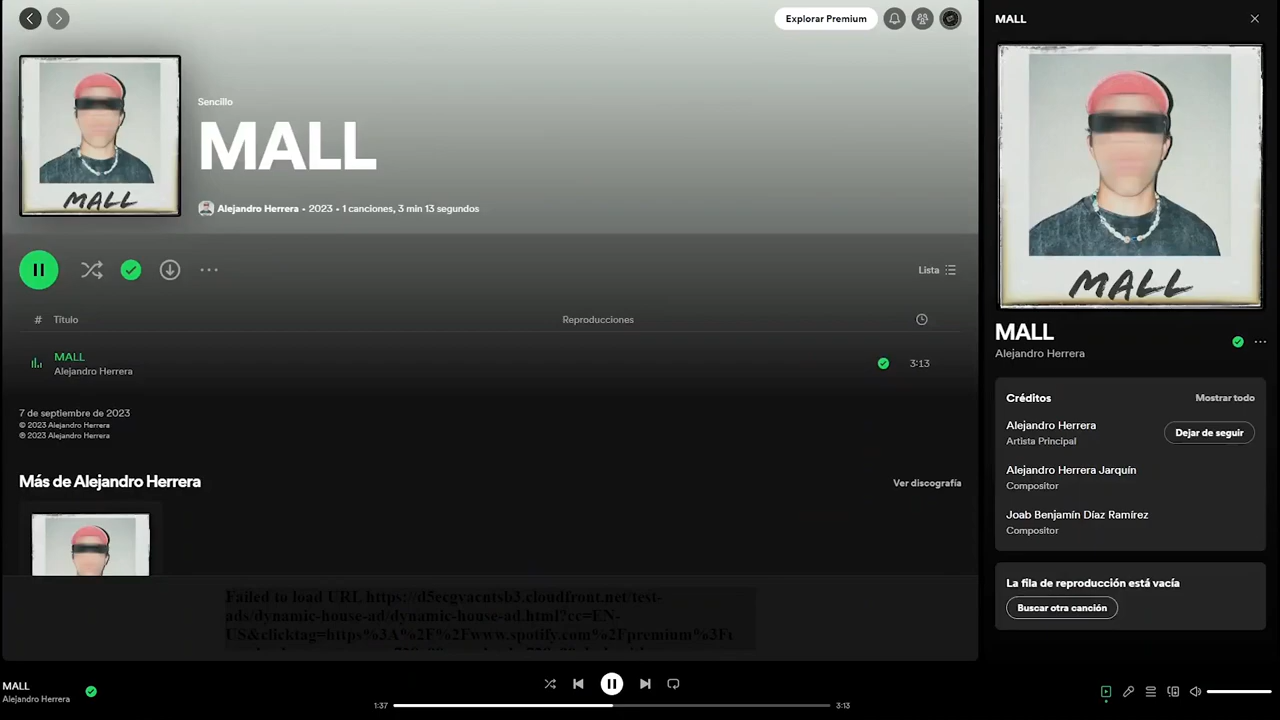 Explorar Premium
MALL
Sencillo
MALL
MALL
Alejandro Herrera • 2023 • 1 canciones, 3 min 13 segundos
Lista
# Título Reproducciones
MALL
Alejandro Herrera
3:13
7 de septiembre de 2023
© 2023 Alejandro Herrera
℗ 2023 Alejandro Herrera
Más de Alejandro Herrera
Ver discografía
Failed to load URL https://d5ecgvacntsb3.cloudfront.net/test-
ads/dynamic-house-ad/dynamic-house-ad.html?cc=EN-
US&clicktag=https%3A%2F%2Fwww.spotify.com%2Fpremium%3Ft
MALL
MALL
Alejandro Herrera
Créditos
Mostrar todo
Alejandro Herrera
Artista Principal
Dejar de seguir
Alejandro Herrera Jarquín
Compositor
Joab Benjamín Díaz Ramírez
Compositor
La fila de reproducción está vacía
Buscar otra canción
MALL
Alejandro Herrera
1:37
3:13